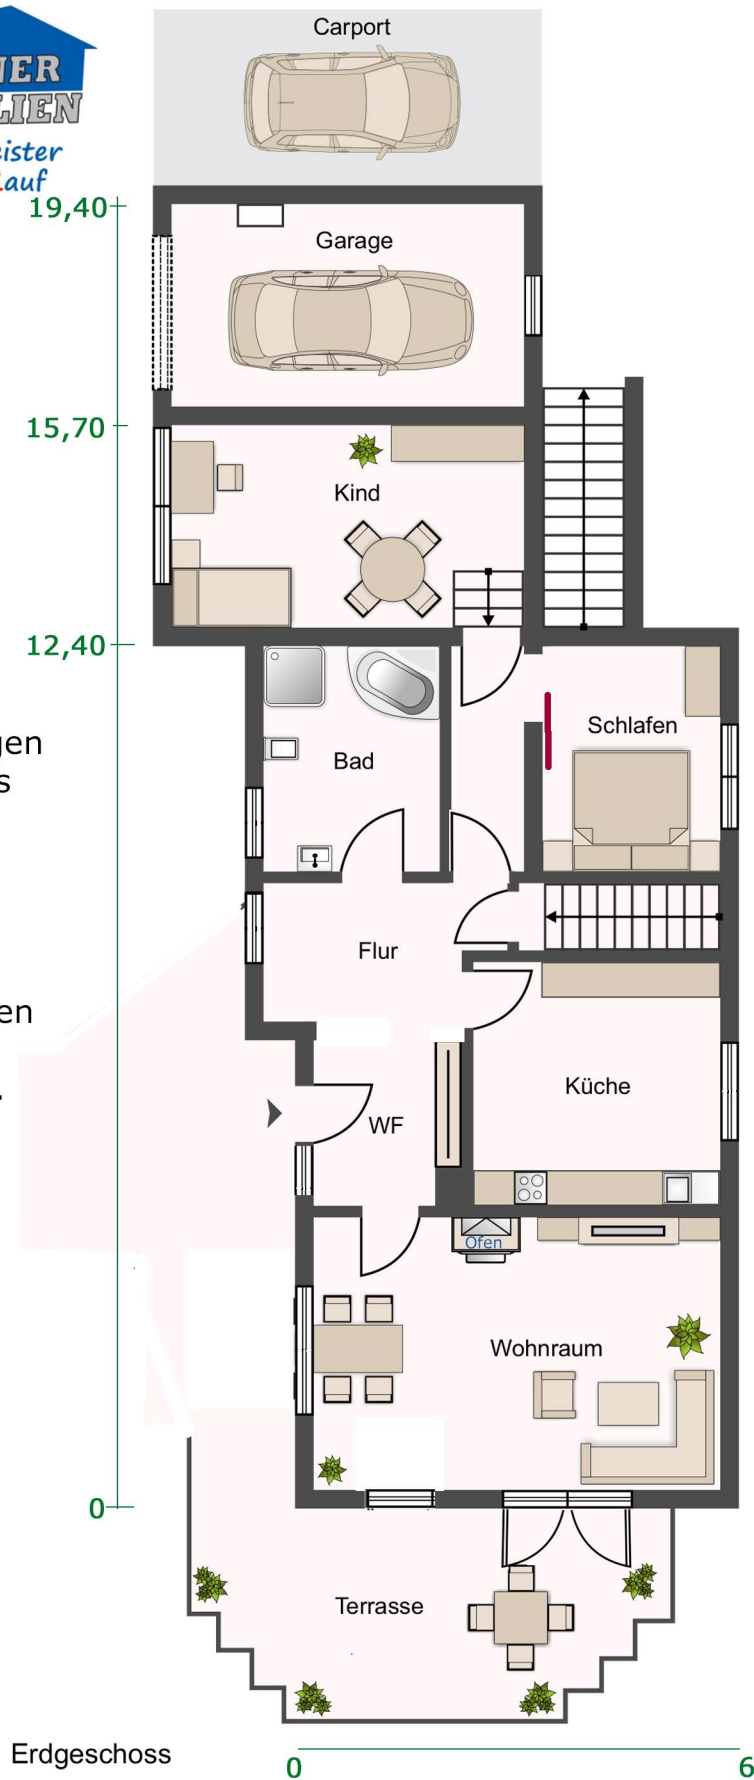 Carport
19,40
Garage
15,70
Kind
12,40
Schlafen
Bad
Flur
Küche
WF
Ofen
Wohnraum
0
Terrasse
Erdgeschoss
0
6